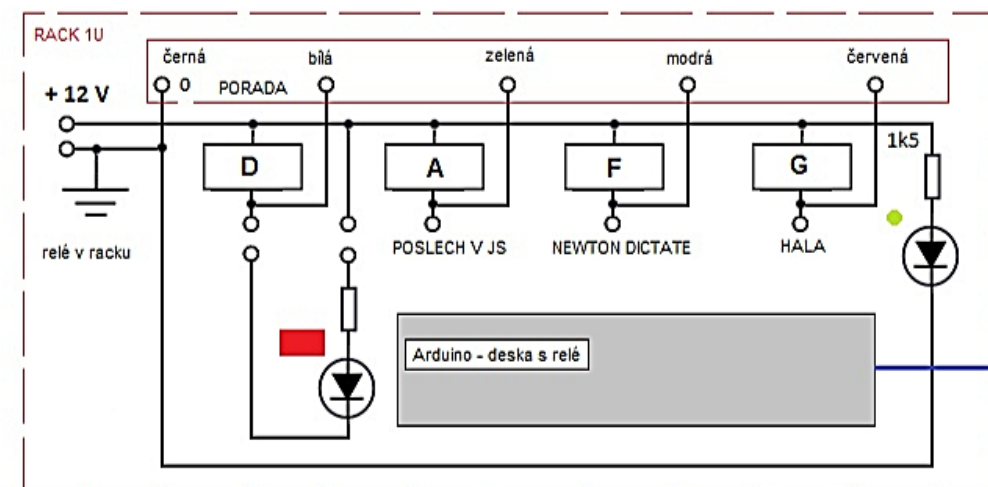 RACK 1U
černá
bílá
zelená
modrá
červená
+ 12 V
0
PORADA
1k5
D
A
F
G
relé v racku
POSLECH V JS
NEWTON DICTATE
HALA
Arduino - deska s relé